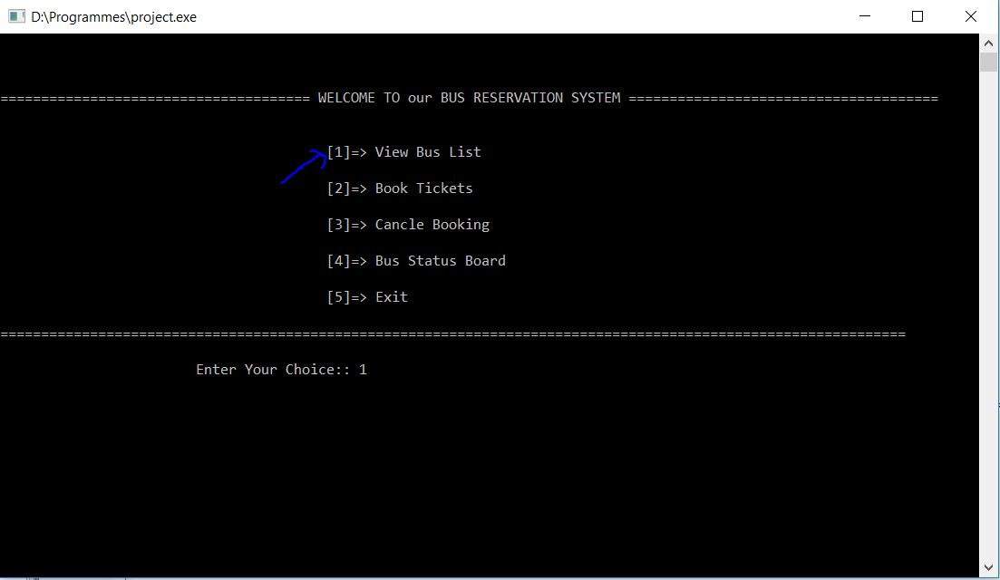 D:\Programmes\project.exe
====================================== WELCOME TO our BUS RESERVATION SYSTEM ======================================
[1]=> View Bus List
[2]=> Book Tickets
[3]=> Cancle Booking
[4]=> Bus Status Board
[5]=> Exit
===============================================================================================================
Enter Your Choice:: 1